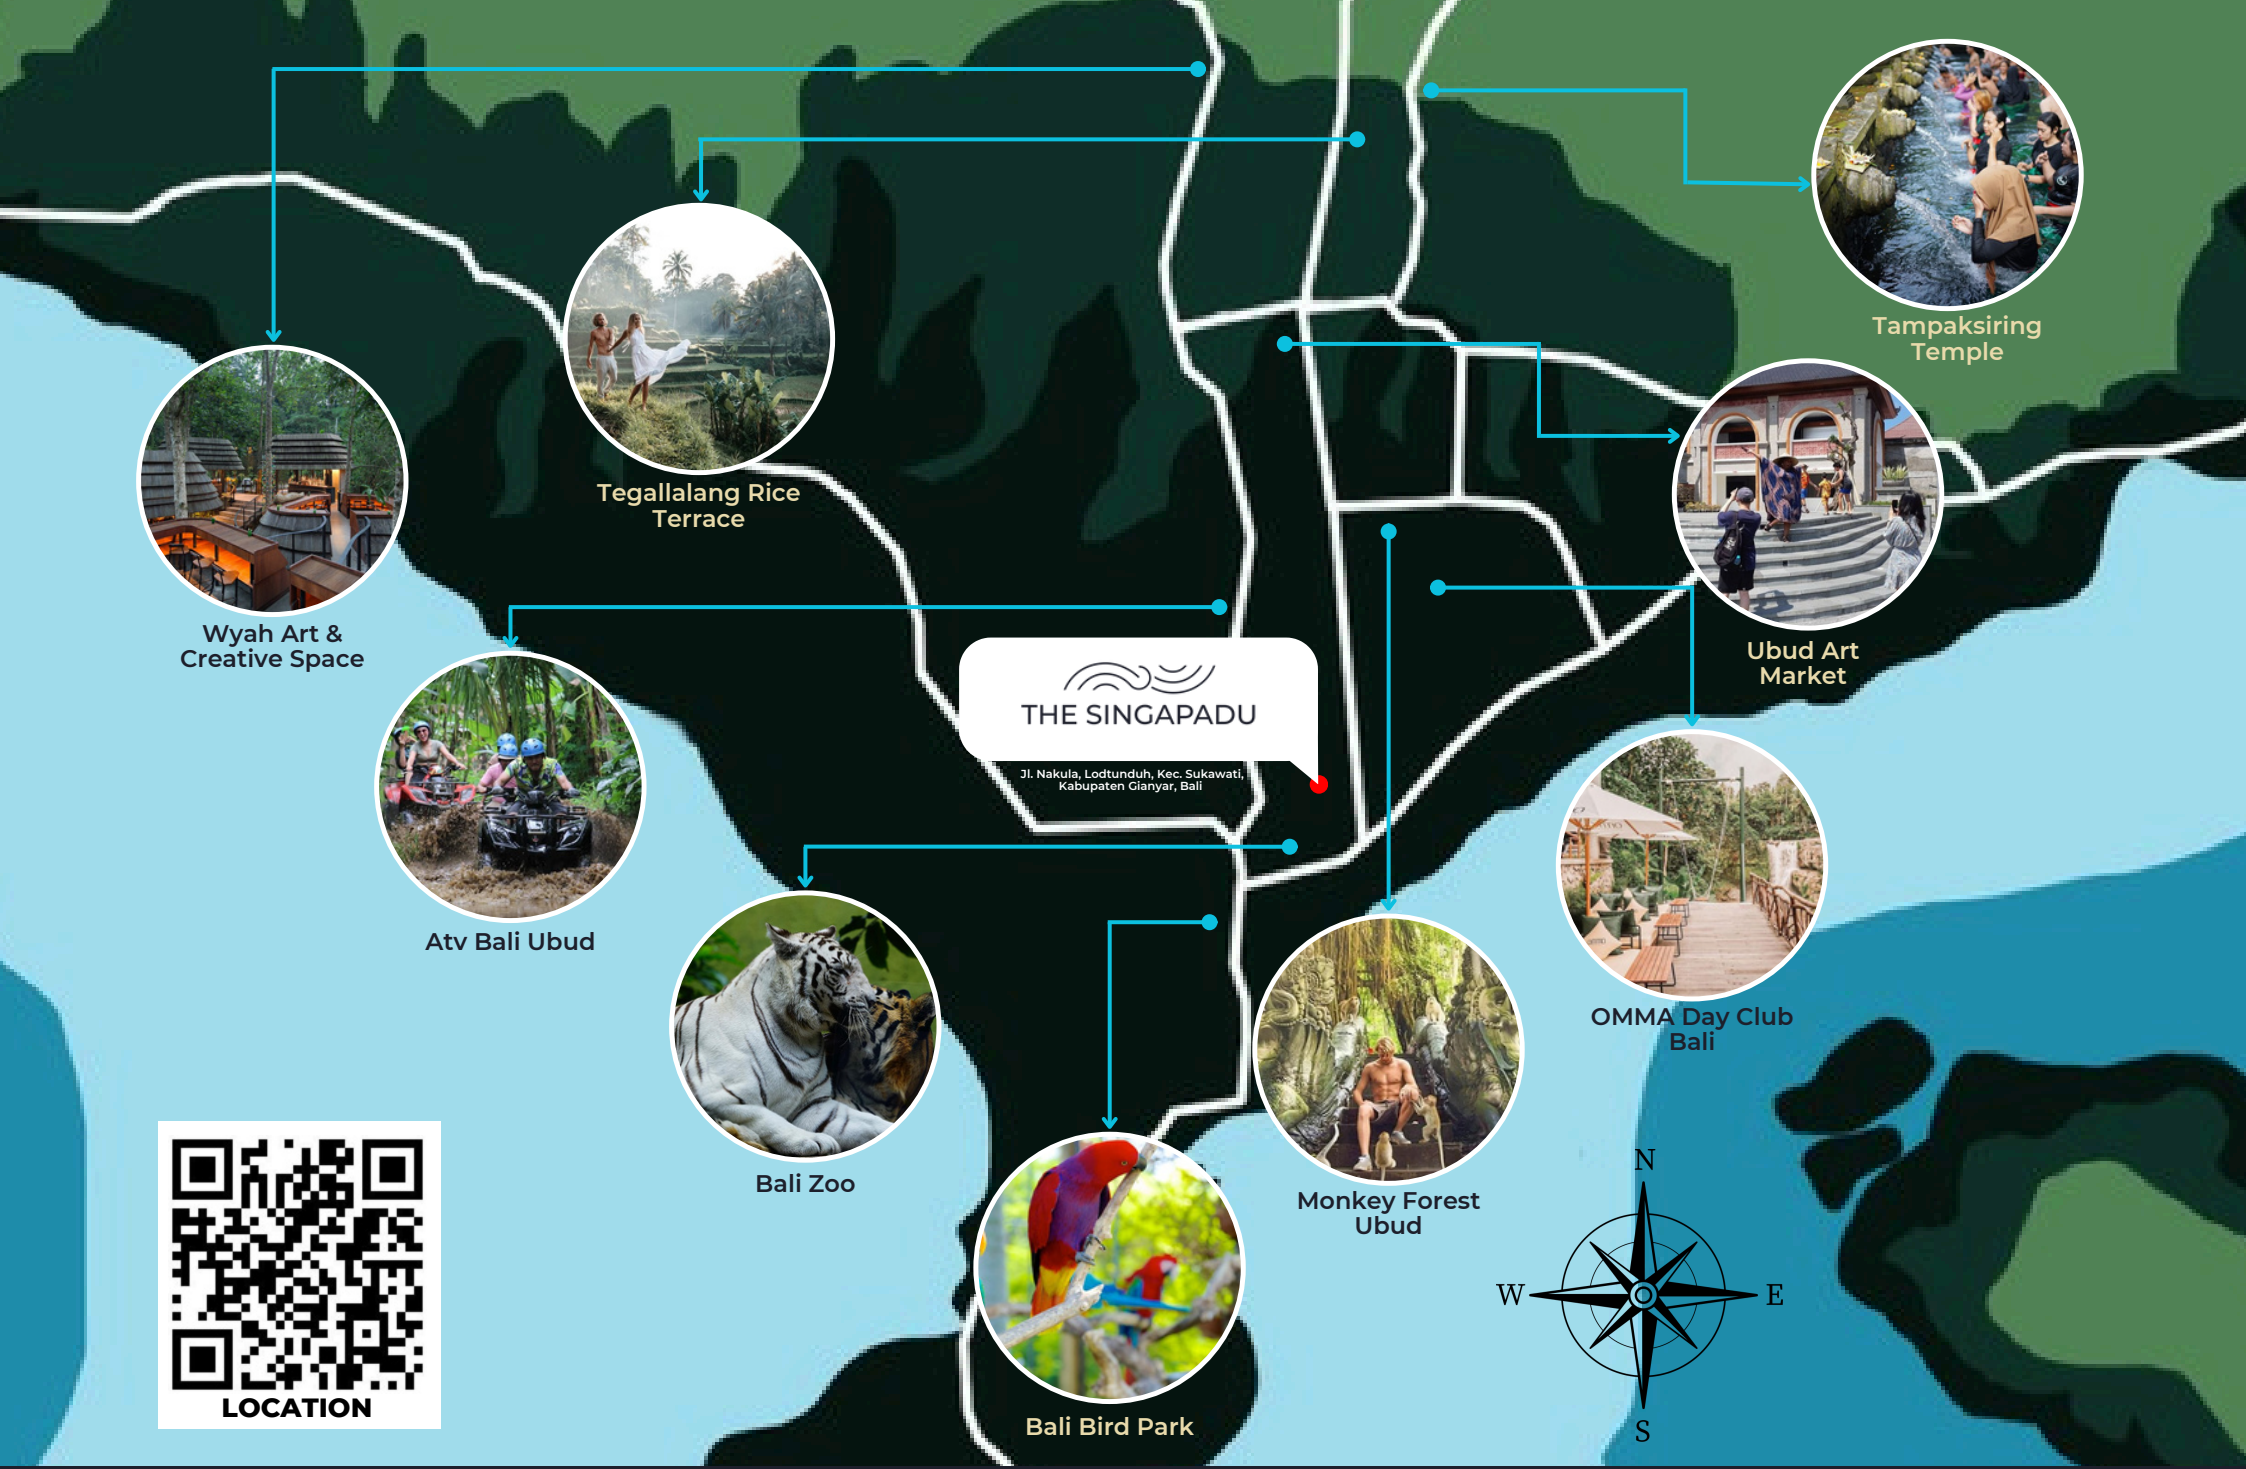 Tampaksiring
Temple
Tegallalang Rice
Terrace
Wyah Art &
Creative Space
Ubud Art
Market
THE SINGAPADU
Jl. Nakula, Lodtunduh, Kec. Sukawati,
Kabupaten Gianyar, Bali
Atv Bali Ubud
OMMA Day Club
Bali
Bali Zoo
Monkey Forest
Ubud
Bali Bird Park
LOCATION
N
W
E
S